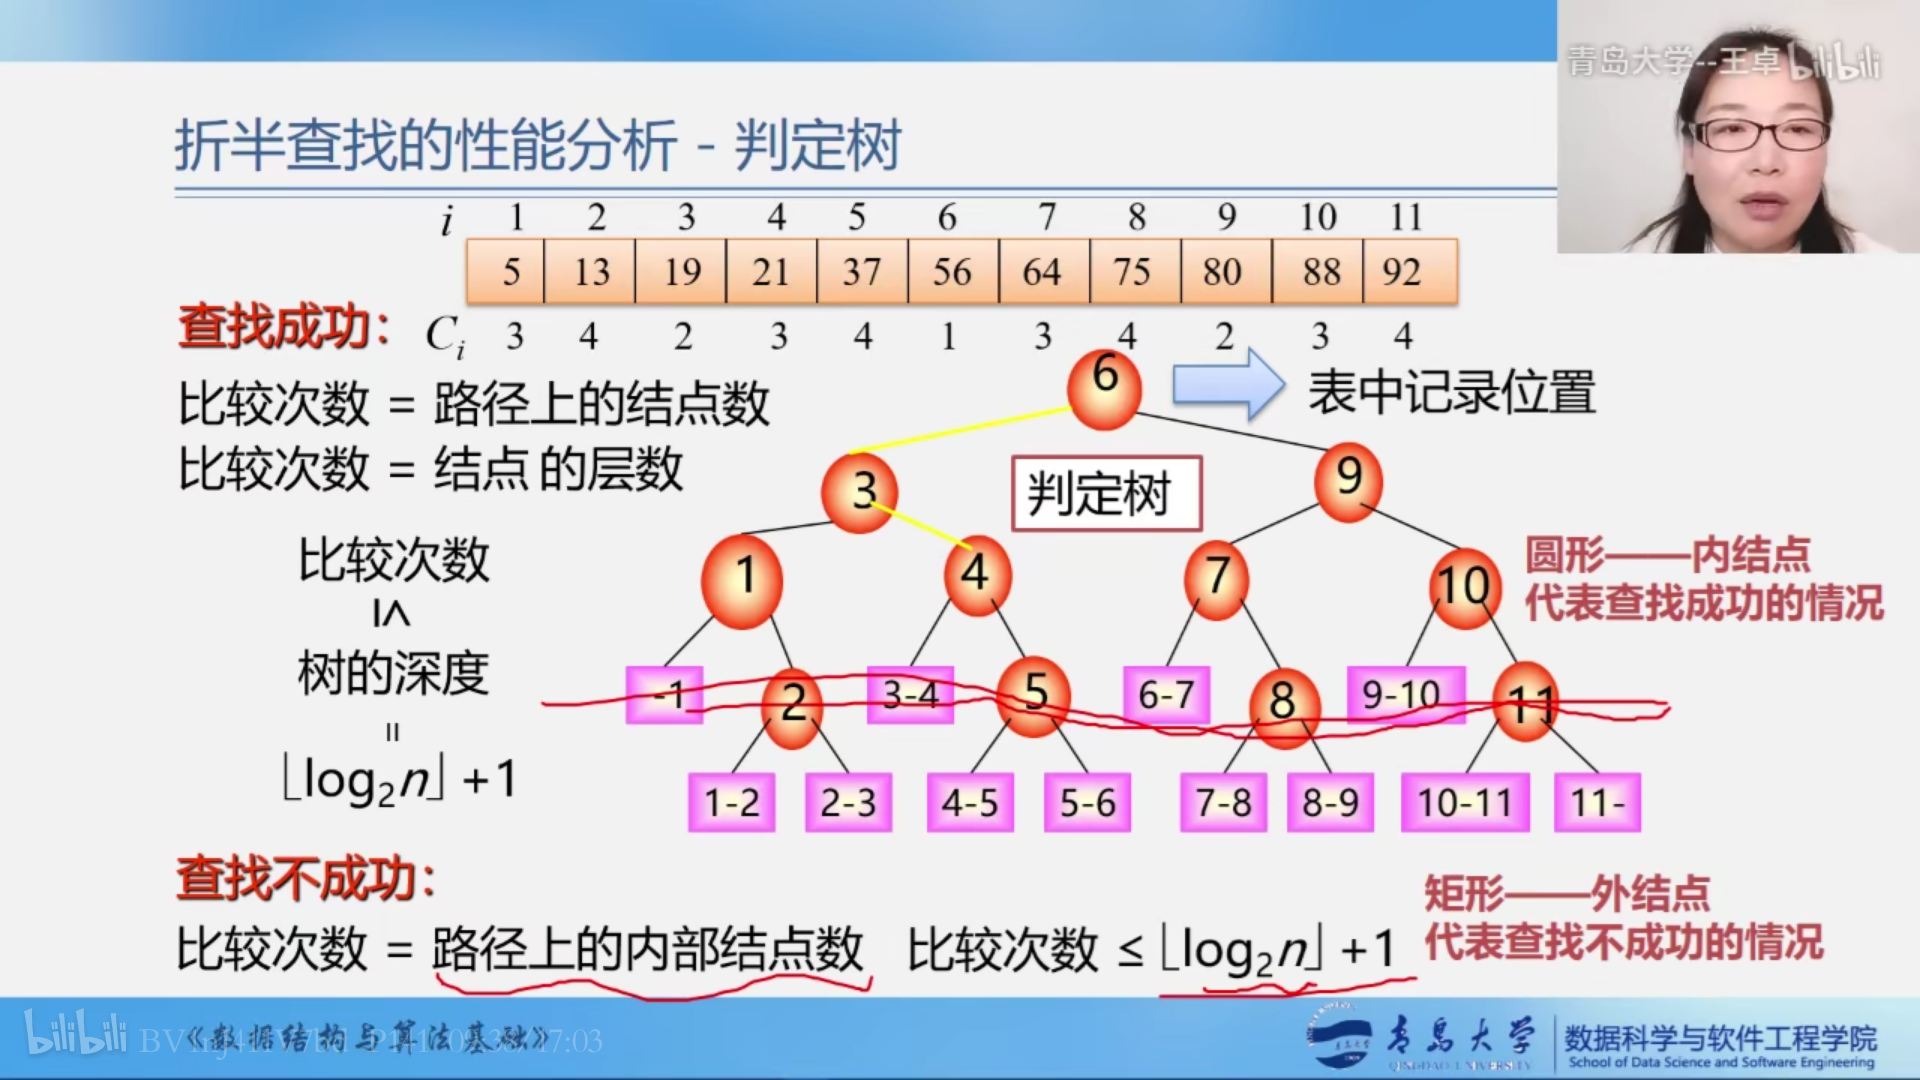 青岛大学--王卓 bilibili
折半查找的性能分析 - 判定树
i 1 2 3 4 5 6 7 8 9 10 11
5 13 19 21 37 56 64 75 80 88 92
查找成功：
Ci 3 4 2 3 4 1 3 4 2 3 4
比较次数 = 路径上的结点数
比较次数 = 结点的层数
6
表中记录位置
3
9
判定树
1
4
7
10
圆形——内结点
代表查找成功的情况
比较次数
≤
树的深度
=
⌊log₂n⌋+1
-1
2
3-4
5
6-7
8
9-10
11
1-2
2-3
4-5
5-6
7-8
8-9
10-11
11-
查找不成功：
比较次数 = 路径上的内部结点数 比较次数 ≤ ⌊log₂n⌋+1
矩形——外结点
代表查找不成功的情况
bilibili
《数据结构与算法基础》
17:03
青岛大学
QINGDAO UNIVERSITY
数据科学与软件工程学院
School of Data Science and Software Engineering